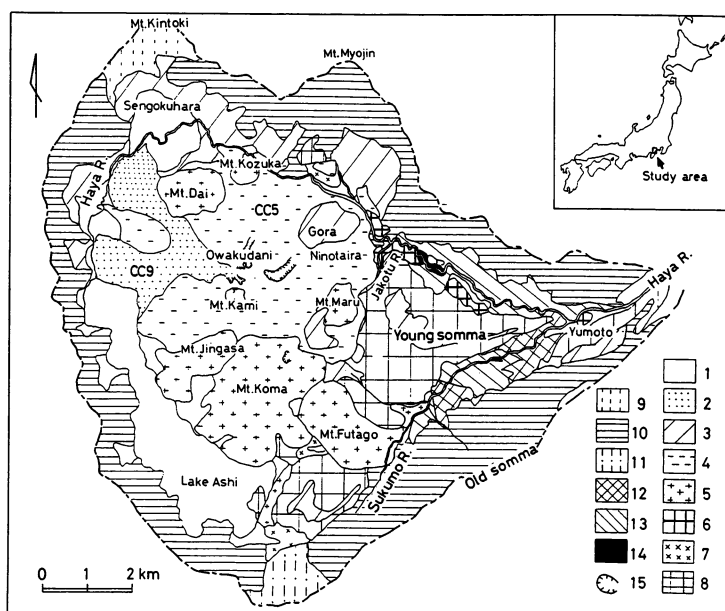 Mt.Kintoki
Mt.Myojin
Sengokuhara
Mt.Kozuka
Haya R.
Mt.Dai
CC5
Gora
Owakudani
Ninotaira
CC9
Mt.Kami
Jakotu R.
Mt.Maru
Young somma
Haya R.
Yumoto
Mt.Jingasa
Mt.Koma
Mt.Futago
Lake Ashi
Sukumo R.
Old somma
0 1 2 km
Study area
1
9 2
10 3
11 4
12 5
13 6
14 7
15 8